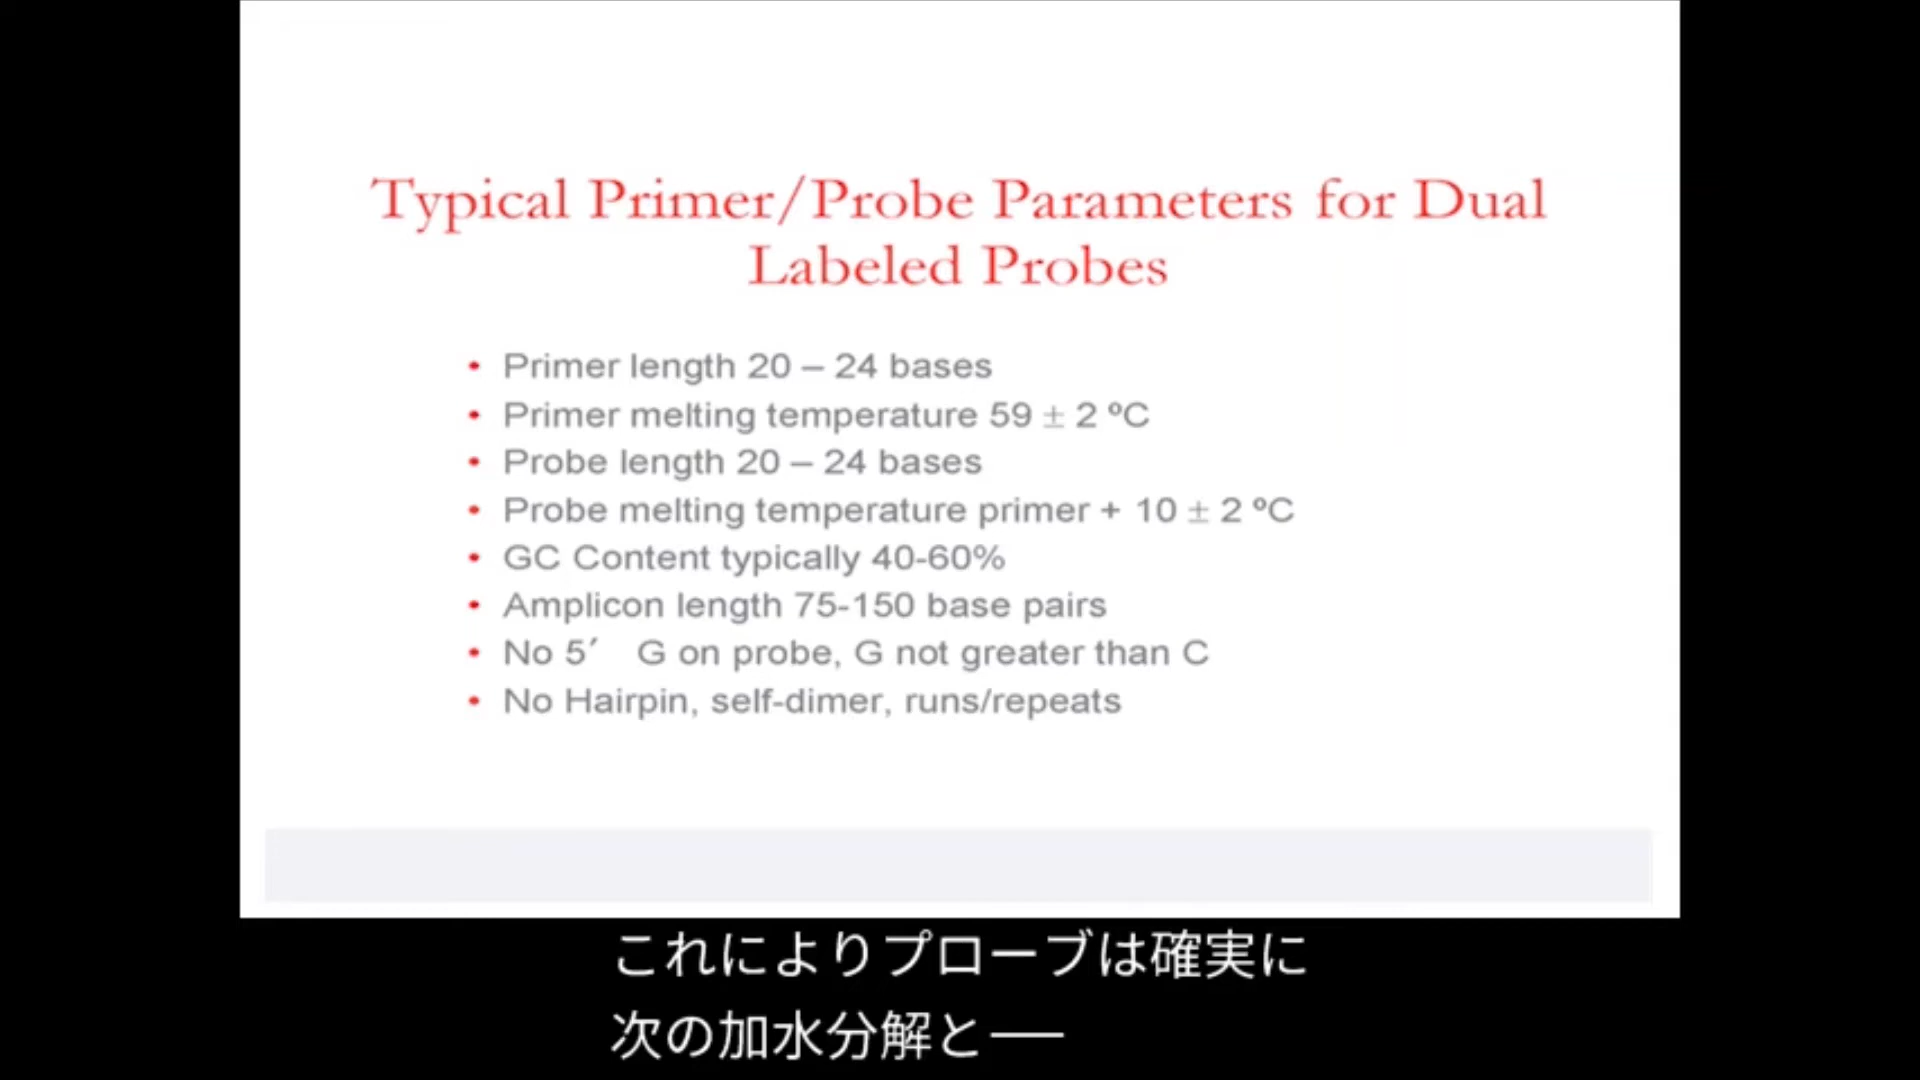 Typical Primer/Probe Parameters for Dual
Labeled Probes
• Primer length 20 – 24 bases
• Primer melting temperature 59 ± 2 ºC
• Probe length 20 – 24 bases
• Probe melting temperature primer + 10 ± 2 ºC
• GC Content typically 40-60%
• Amplicon length 75-150 base pairs
• No 5′ G on probe, G not greater than C
• No Hairpin, self-dimer, runs/repeats
これによりプローブは確実に
次の加水分解と――